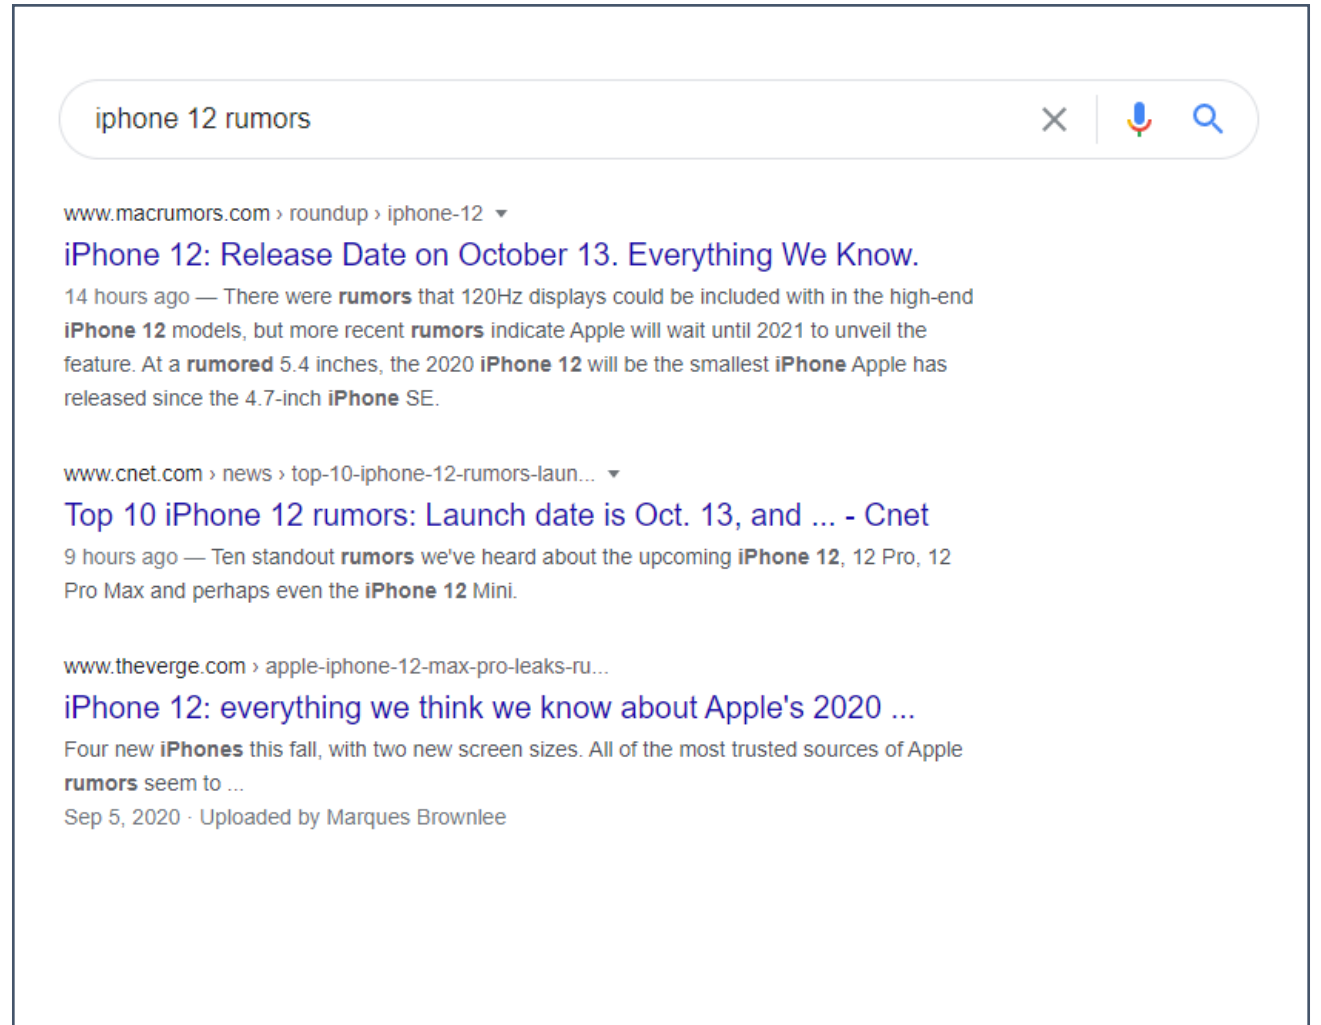 iphone 12 rumors
www.macrumors.com › roundup › iphone-12
iPhone 12: Release Date on October 13. Everything We Know.
14 hours ago — There were rumors that 120Hz displays could be included with in the high-end
iPhone 12 models, but more recent rumors indicate Apple will wait until 2021 to unveil the
feature. At a rumored 5.4 inches, the 2020 iPhone 12 will be the smallest iPhone Apple has
released since the 4.7-inch iPhone SE.
www.cnet.com › news › top-10-iphone-12-rumors-laun...
Top 10 iPhone 12 rumors: Launch date is Oct. 13, and ... - Cnet
9 hours ago — Ten standout rumors we've heard about the upcoming iPhone 12, 12 Pro, 12
Pro Max and perhaps even the iPhone 12 Mini.
www.theverge.com › apple-iphone-12-max-pro-leaks-ru...
iPhone 12: everything we think we know about Apple's 2020 ...
Four new iPhones this fall, with two new screen sizes. All of the most trusted sources of Apple
rumors seem to ...
Sep 5, 2020 · Uploaded by Marques Brownlee